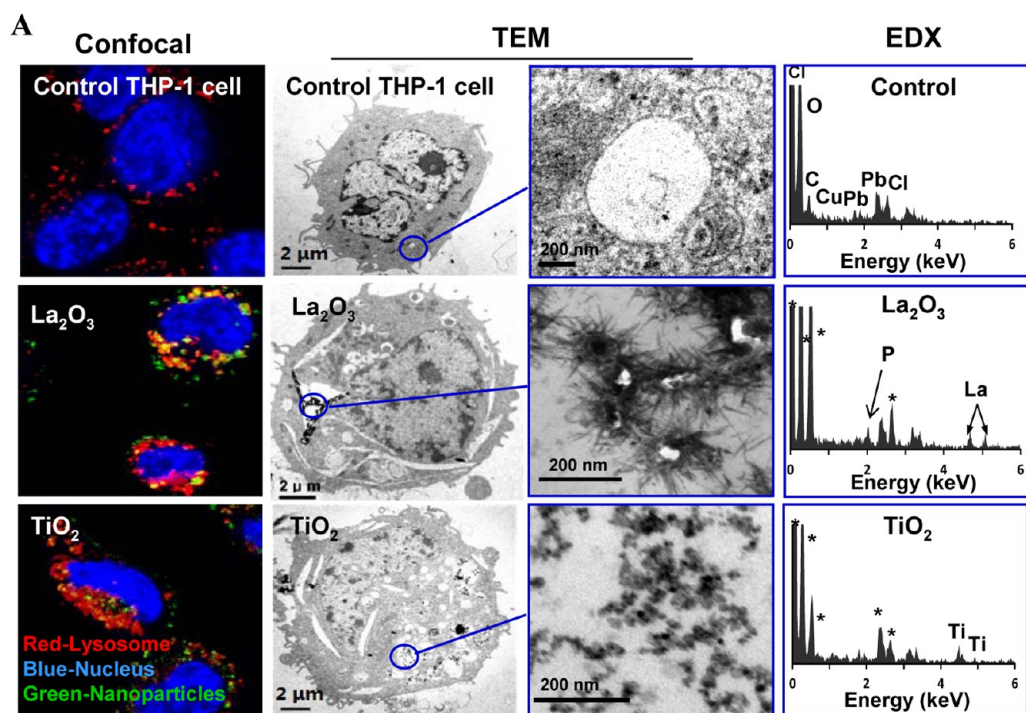 A
Confocal
TEM
EDX
Control THP-1 cell
Control THP-1 cell
2 μm
200 nm
Control
Cl
O
C
CuPb
Pb
Cl
0 2 4 6
Energy (keV)
La₂O₃
La₂O₃
2 μm
200 nm
La₂O₃
*
*
*
P
*
La
0 2 4 6
Energy (keV)
TiO₂
Red-Lysosome
Blue-Nucleus
Green-Nanoparticles
TiO₂
2 μm
200 nm
TiO₂
*
*
*
*
*
Ti
Ti
0 2 4 6
Energy (keV)